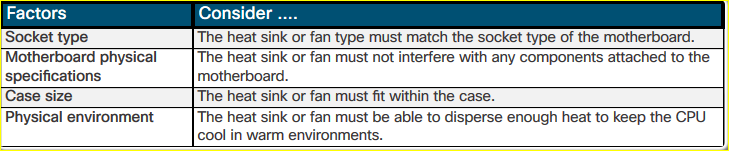 Factors Consider ....
Socket type The heat sink or fan type must match the socket type of the motherboard.
Motherboard physical The heat sink or fan must not interfere with any components attached to the
specifications motherboard.
Case size The heat sink or fan must fit within the case.
Physical environment The heat sink or fan must be able to disperse enough heat to keep the CPU
cool in warm environments.